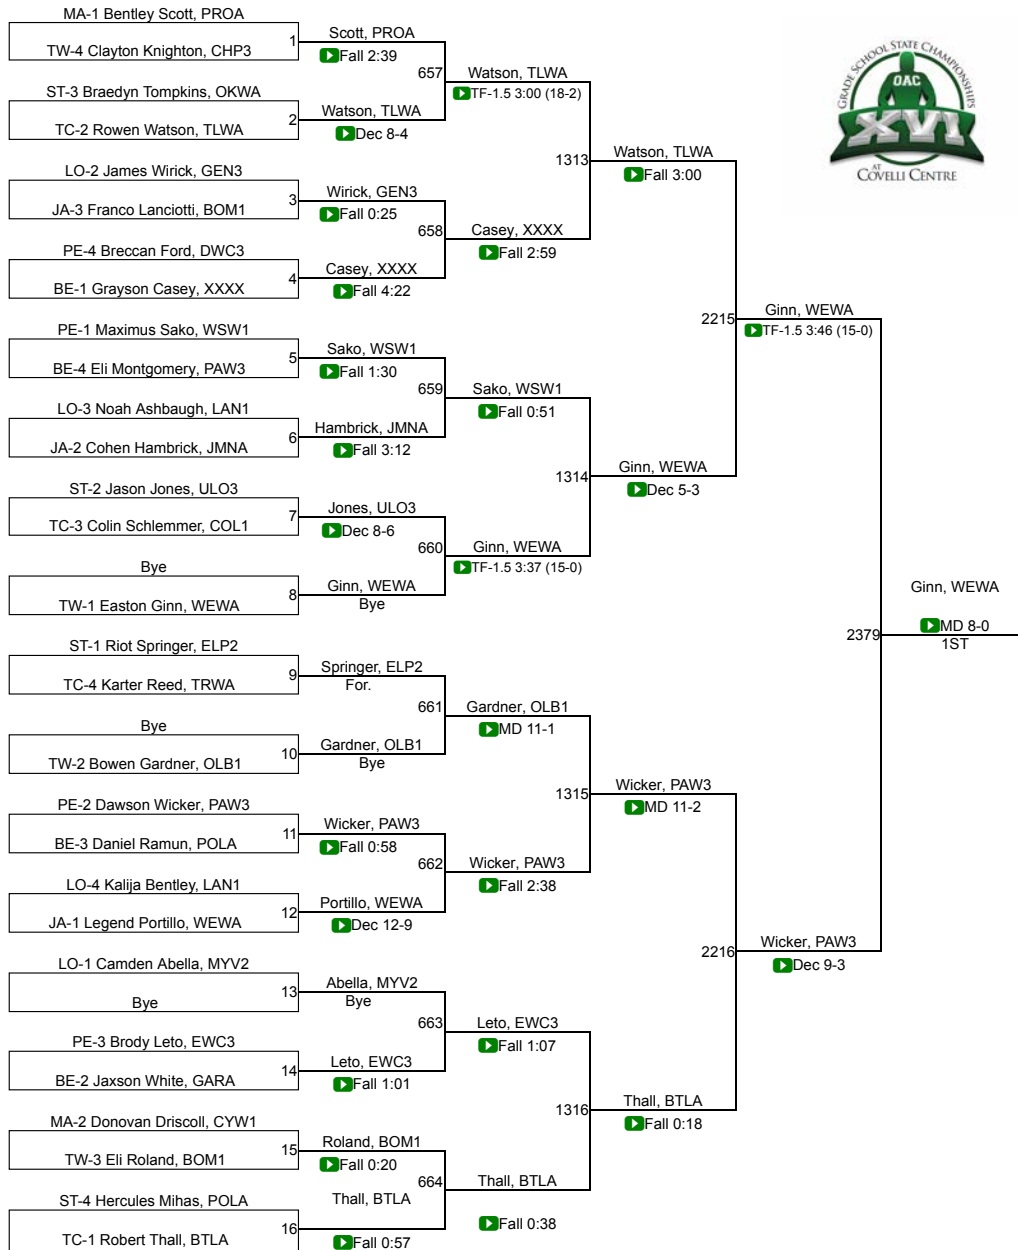 MA-1 Bentley Scott, PROA
1
TW-4 Clayton Knighton, CHP3
Scott, PROA
Fall 2:39
657
Watson, TLWA
TF-1.5 3:00 (18-2)
ST-3 Braedyn Tompkins, OKWA
2
TC-2 Rowen Watson, TLWA
Watson, TLWA
Dec 8-4
1313
Watson, TLWA
Fall 3:00
LO-2 James Wirick, GEN3
3
JA-3 Franco Lanciotti, BOM1
Wirick, GEN3
Fall 0:25
658
Casey, XXXX
Fall 2:59
PE-4 Breccan Ford, DWC3
4
BE-1 Grayson Casey, XXXX
Casey, XXXX
Fall 4:22
2215
Ginn, WEWA
TF-1.5 3:46 (15-0)
PE-1 Maximus Sako, WSW1
5
BE-4 Eli Montgomery, PAW3
Sako, WSW1
Fall 1:30
659
Sako, WSW1
Fall 0:51
LO-3 Noah Ashbaugh, LAN1
6
JA-2 Cohen Hambrick, JMNA
Hambrick, JMNA
Fall 3:12
1314
Ginn, WEWA
Dec 5-3
ST-2 Jason Jones, ULO3
7
TC-3 Colin Schlemmer, COL1
Jones, ULO3
Dec 8-6
660
Ginn, WEWA
TF-1.5 3:37 (15-0)
Bye
8
TW-1 Easton Ginn, WEWA
Ginn, WEWA
Bye
2379
Ginn, WEWA
MD 8-0
1ST
ST-1 Riot Springer, ELP2
9
TC-4 Karter Reed, TRWA
Springer, ELP2
For.
661
Gardner, OLB1
MD 11-1
Bye
10
TW-2 Bowen Gardner, OLB1
Gardner, OLB1
Bye
1315
Wicker, PAW3
MD 11-2
PE-2 Dawson Wicker, PAW3
11
BE-3 Daniel Ramun, POLA
Wicker, PAW3
Fall 0:58
662
Wicker, PAW3
Fall 2:38
LO-4 Kalija Bentley, LAN1
12
JA-1 Legend Portillo, WEWA
Portillo, WEWA
Dec 12-9
2216
Wicker, PAW3
Dec 9-3
LO-1 Camden Abella, MYV2
13
Bye
Abella, MYV2
Bye
663
Leto, EWC3
Fall 1:07
PE-3 Brody Leto, EWC3
14
BE-2 Jaxson White, GARA
Leto, EWC3
Fall 1:01
1316
Thall, BTLA
Fall 0:18
MA-2 Donovan Driscoll, CYW1
15
TW-3 Eli Roland, BOM1
Roland, BOM1
Fall 0:20
664
Thall, BTLA
Fall 0:38
ST-4 Hercules Mihas, POLA
16
TC-1 Robert Thall, BTLA
Thall, BTLA
Fall 0:57
GRADE SCHOOL STATE CHAMPIONSHIPS
OAC
XVI
AT
COVELLI CENTRE